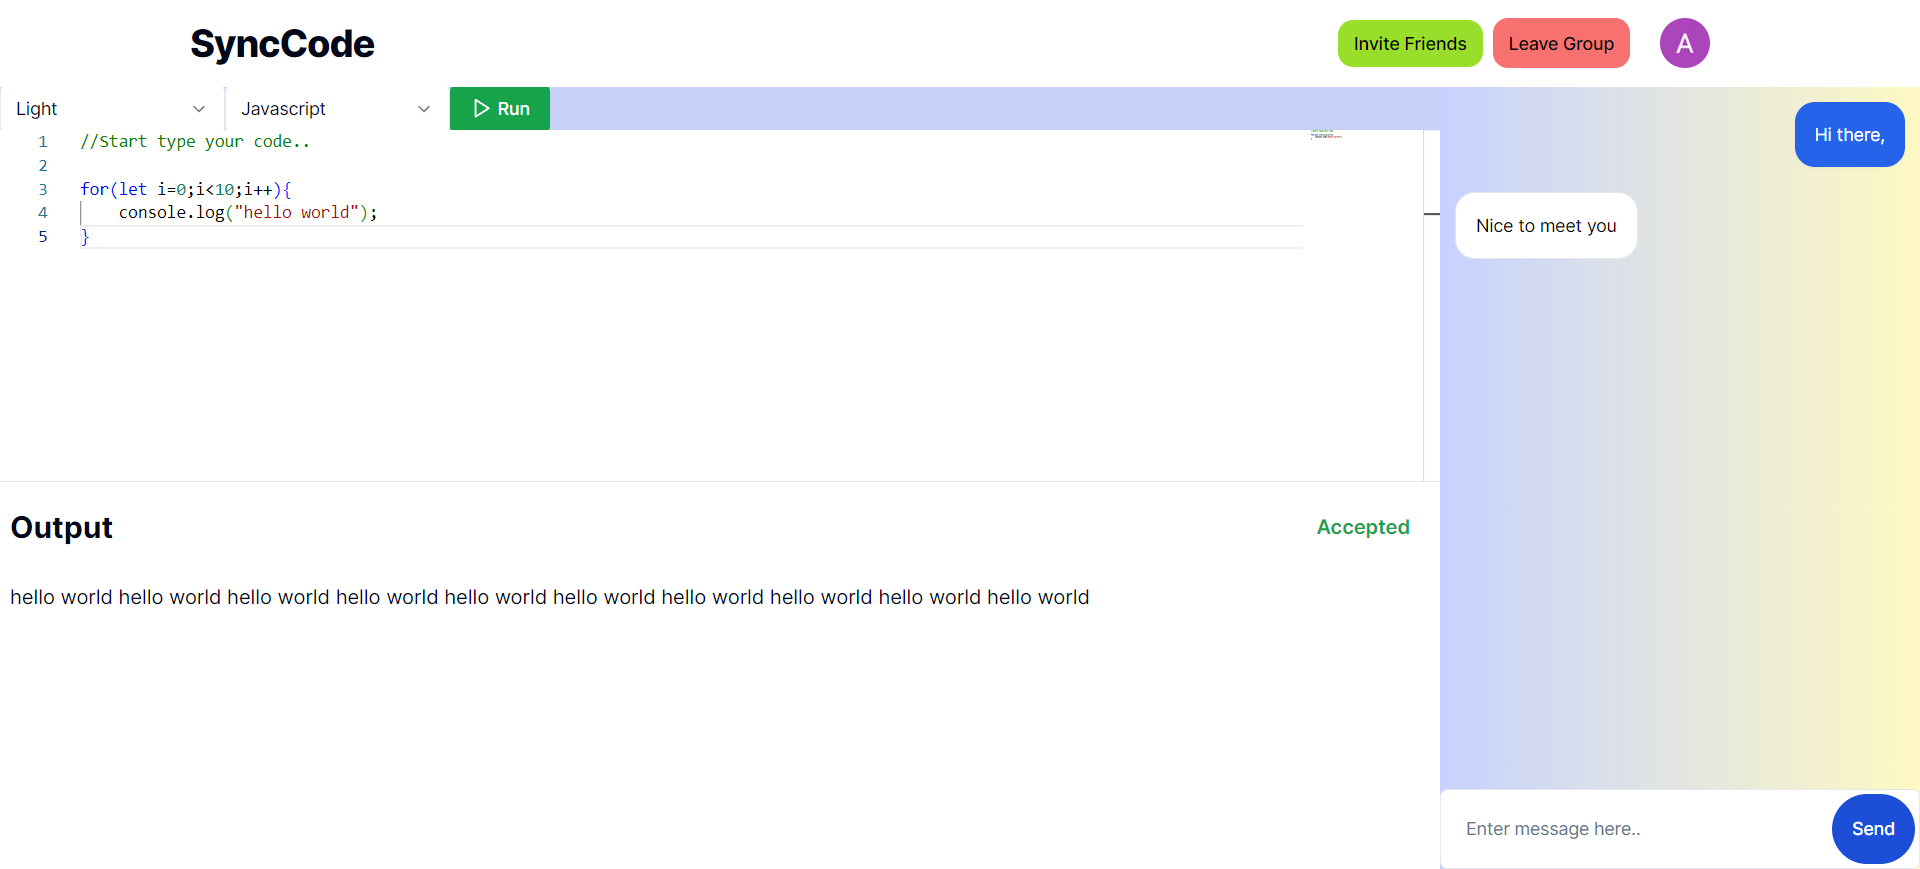 SyncCode
Invite Friends
Leave Group
A
Light
Javascript
Run
1 //Start type your code..
2
3 for(let i=0;i<10;i++){
4     console.log("hello world");
5 }
Output
Accepted
hello world hello world hello world hello world hello world hello world hello world hello world hello world hello world
Hi there,
Nice to meet you
Enter message here..
Send